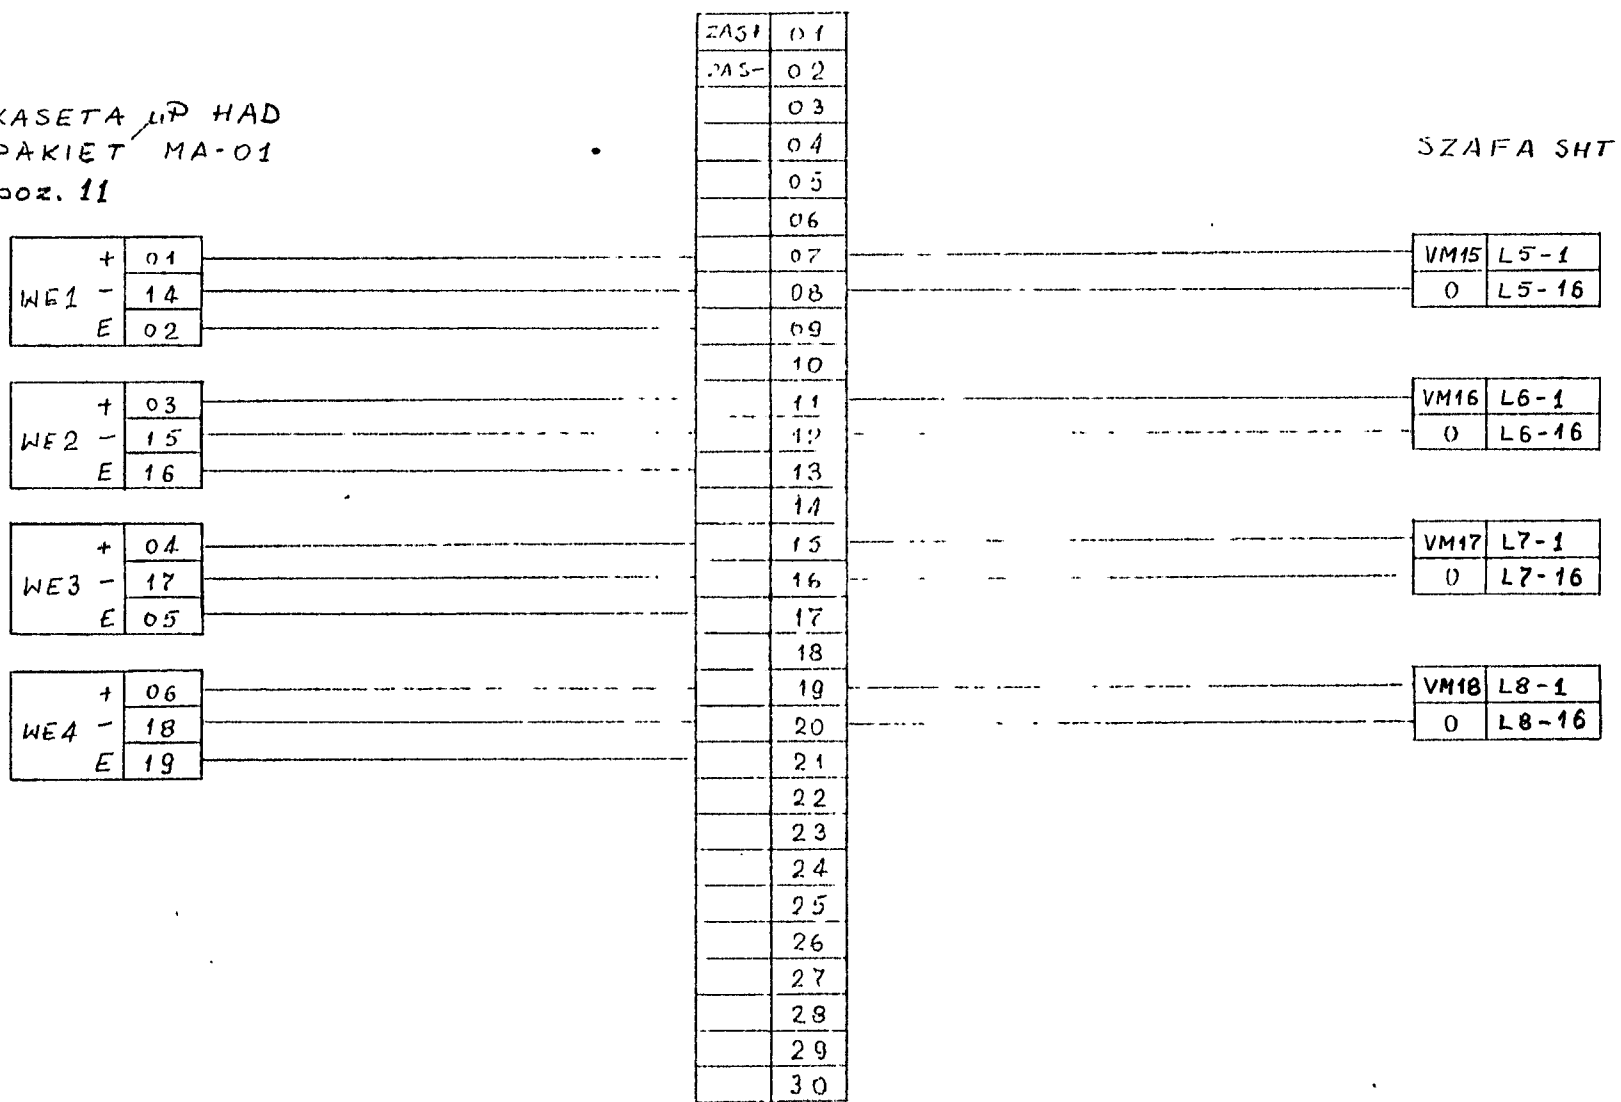 KASETA µP HAD
PAKIET MA-01
poz. 11
SZAFA SHT
ZAS+ 01
ZAS- 02
03
04
05
06
07
08
09
10
11
12
13
14
15
16
17
18
19
20
21
22
23
24
25
26
27
28
29
30
WE1
+ 01
- 14
E 02
WE2
+ 03
- 15
E 16
WE3
+ 04
- 17
E 05
WE4
+ 06
- 18
E 19
VM15 L5-1
0 L5-16
VM16 L6-1
0 L6-16
VM17 L7-1
0 L7-16
VM18 L8-1
0 L8-16